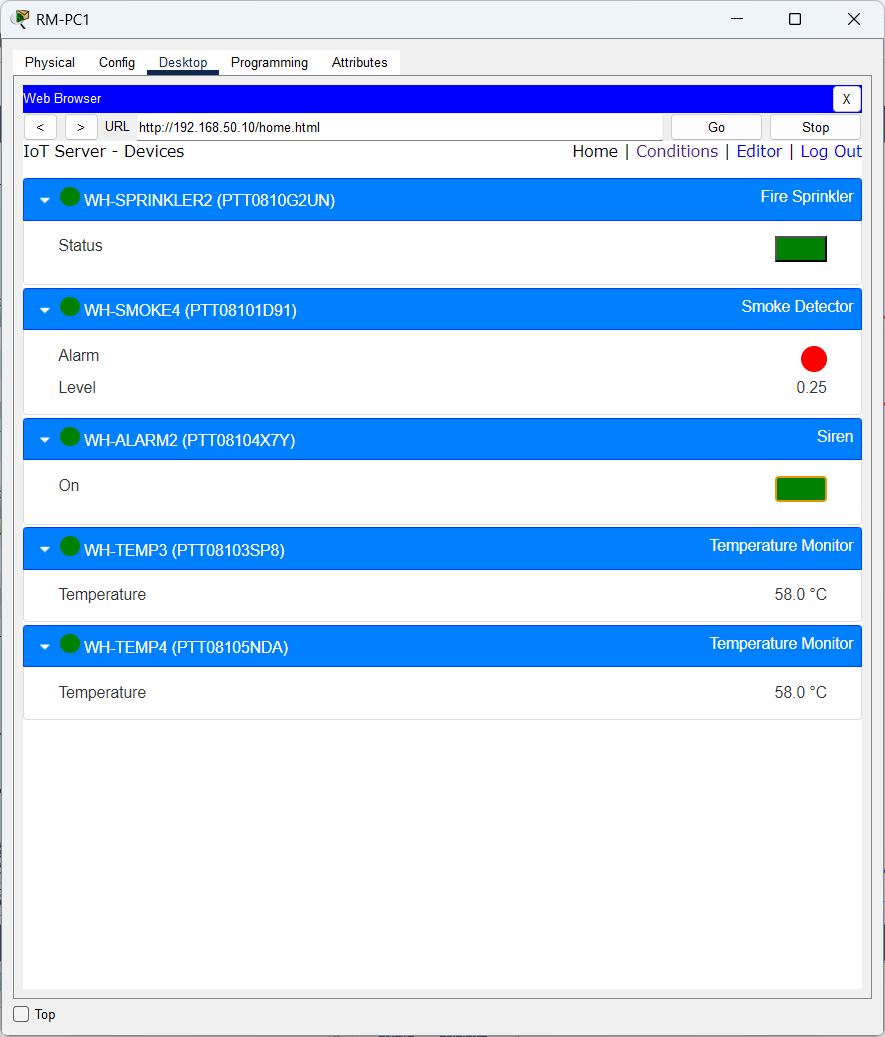 RM-PC1
Physical Config Desktop Programming Attributes
Web Browser X
< > URL http://192.168.50.10/home.html Go Stop
IoT Server - Devices Home | Conditions | Editor | Log Out
WH-SPRINKLER2 (PTT0810G2UN) Fire Sprinkler
Status
WH-SMOKE4 (PTT08101D91) Smoke Detector
Alarm
Level 0.25
WH-ALARM2 (PTT08104X7Y) Siren
On
WH-TEMP3 (PTT08103SP8) Temperature Monitor
Temperature 58.0 °C
WH-TEMP4 (PTT08105NDA) Temperature Monitor
Temperature 58.0 °C
Top